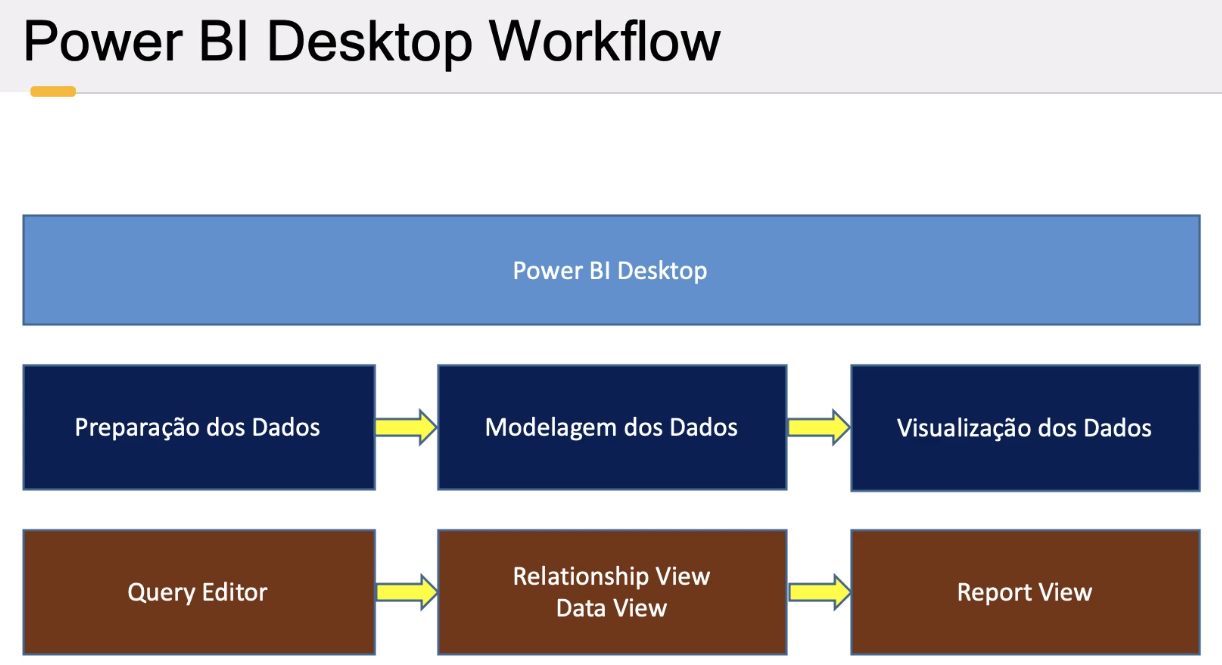 Power BI Desktop Workflow
Power BI Desktop
Preparação dos Dados
Modelagem dos Dados
Visualização dos Dados
Query Editor
Relationship View
Data View
Report View